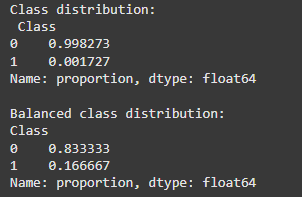 Class distribution:
Class
0    0.998273
1    0.001727
Name: proportion, dtype: float64

Balanced class distribution:
Class
0    0.833333
1    0.166667
Name: proportion, dtype: float64